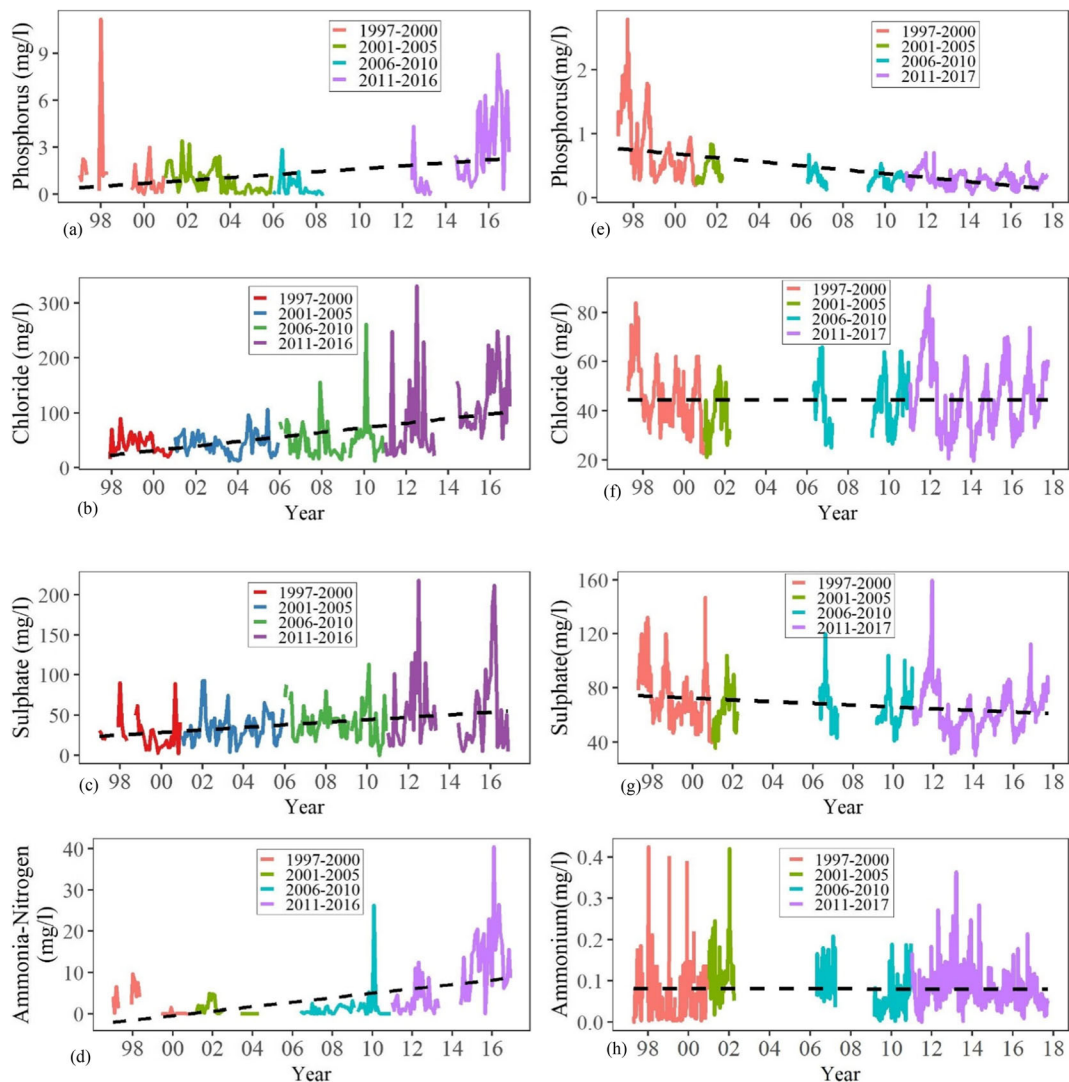 Phosphorus (mg/l)
9
6
3
0
1997-2000
2001-2005
2006-2010
2011-2016
98 00 02 04 06 08 10 12 14 16
(a)
Phosphorus(mg/l)
2
1
0
1997-2000
2001-2005
2006-2010
2011-2017
98 00 02 04 06 08 10 12 14 16 18
(e)
Chloride (mg/l)
300
200
100
0
1997-2000
2001-2005
2006-2010
2011-2016
98 00 02 04 06 08 10 12 14 16
(b)
Year
Chloride (mg/l)
80
60
40
20
1997-2000
2001-2005
2006-2010
2011-2017
98 00 02 04 06 08 10 12 14 16 18
(f)
Year
Sulphate (mg/l)
200
150
100
50
0
1997-2000
2001-2005
2006-2010
2011-2016
98 00 02 04 06 08 10 12 14 16
(c)
Year
Sulphate(mg/l)
160
120
80
40
1997-2000
2001-2005
2006-2010
2011-2017
98 00 02 04 06 08 10 12 14 16 18
(g)
Year
Ammonia-Nitrogen
(mg/l)
40
30
20
10
0
1997-2000
2001-2005
2006-2010
2011-2016
98 00 02 04 06 08 10 12 14 16
(d)
Year
Ammonium(mg/l)
0.4
0.3
0.2
0.1
0.0
1997-2000
2001-2005
2006-2010
2011-2017
98 00 02 04 06 08 10 12 14 16 18
(h)
Year